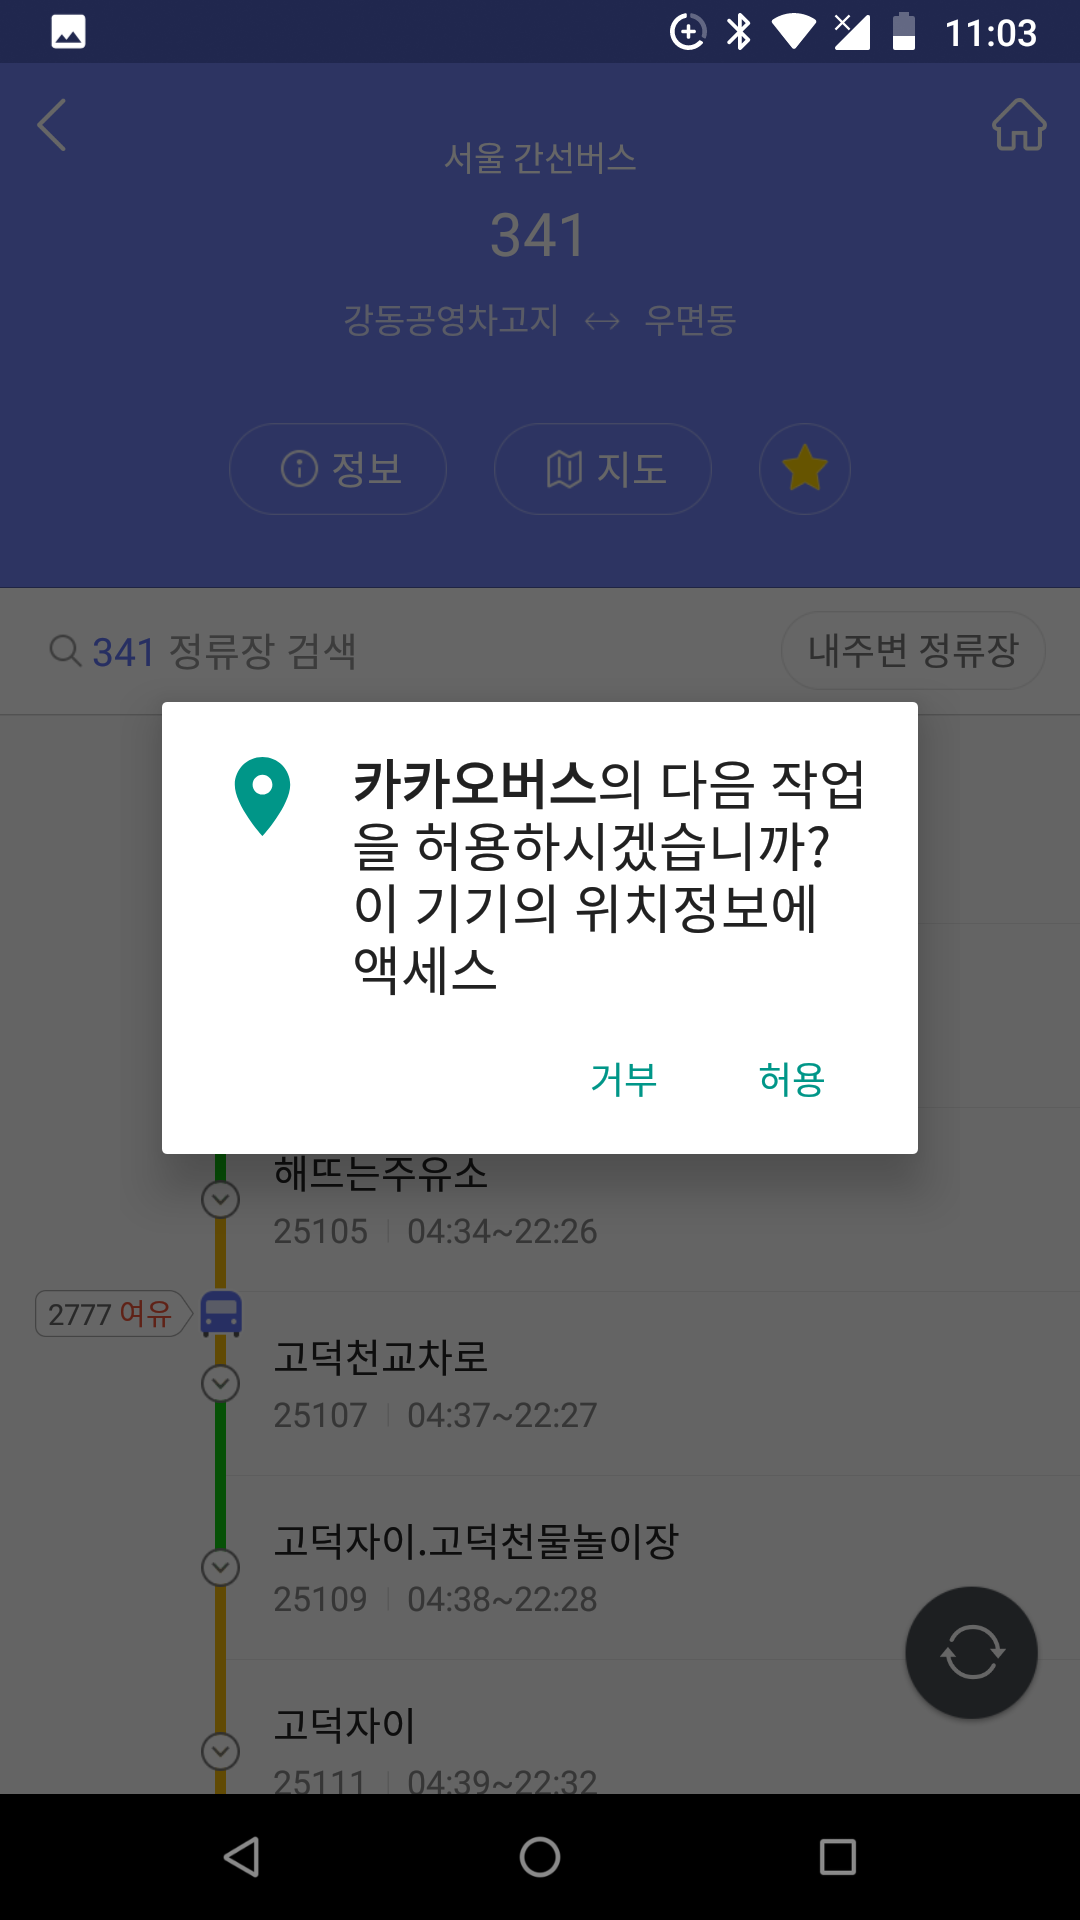 11:03
서울 간선버스
341
강동공영차고지 ↔ 우면동
정보
지도
341 정류장 검색
내주변 정류장
카카오버스의 다음 작업
을 허용하시겠습니까?
이 기기의 위치정보에
액세스
거부
허용
해뜨는주유소
25105 04:34~22:26
2777 여유
고덕천교차로
25107 04:37~22:27
고덕자이.고덕천물놀이장
25109 04:38~22:28
고덕자이
25111 04:39~22:32